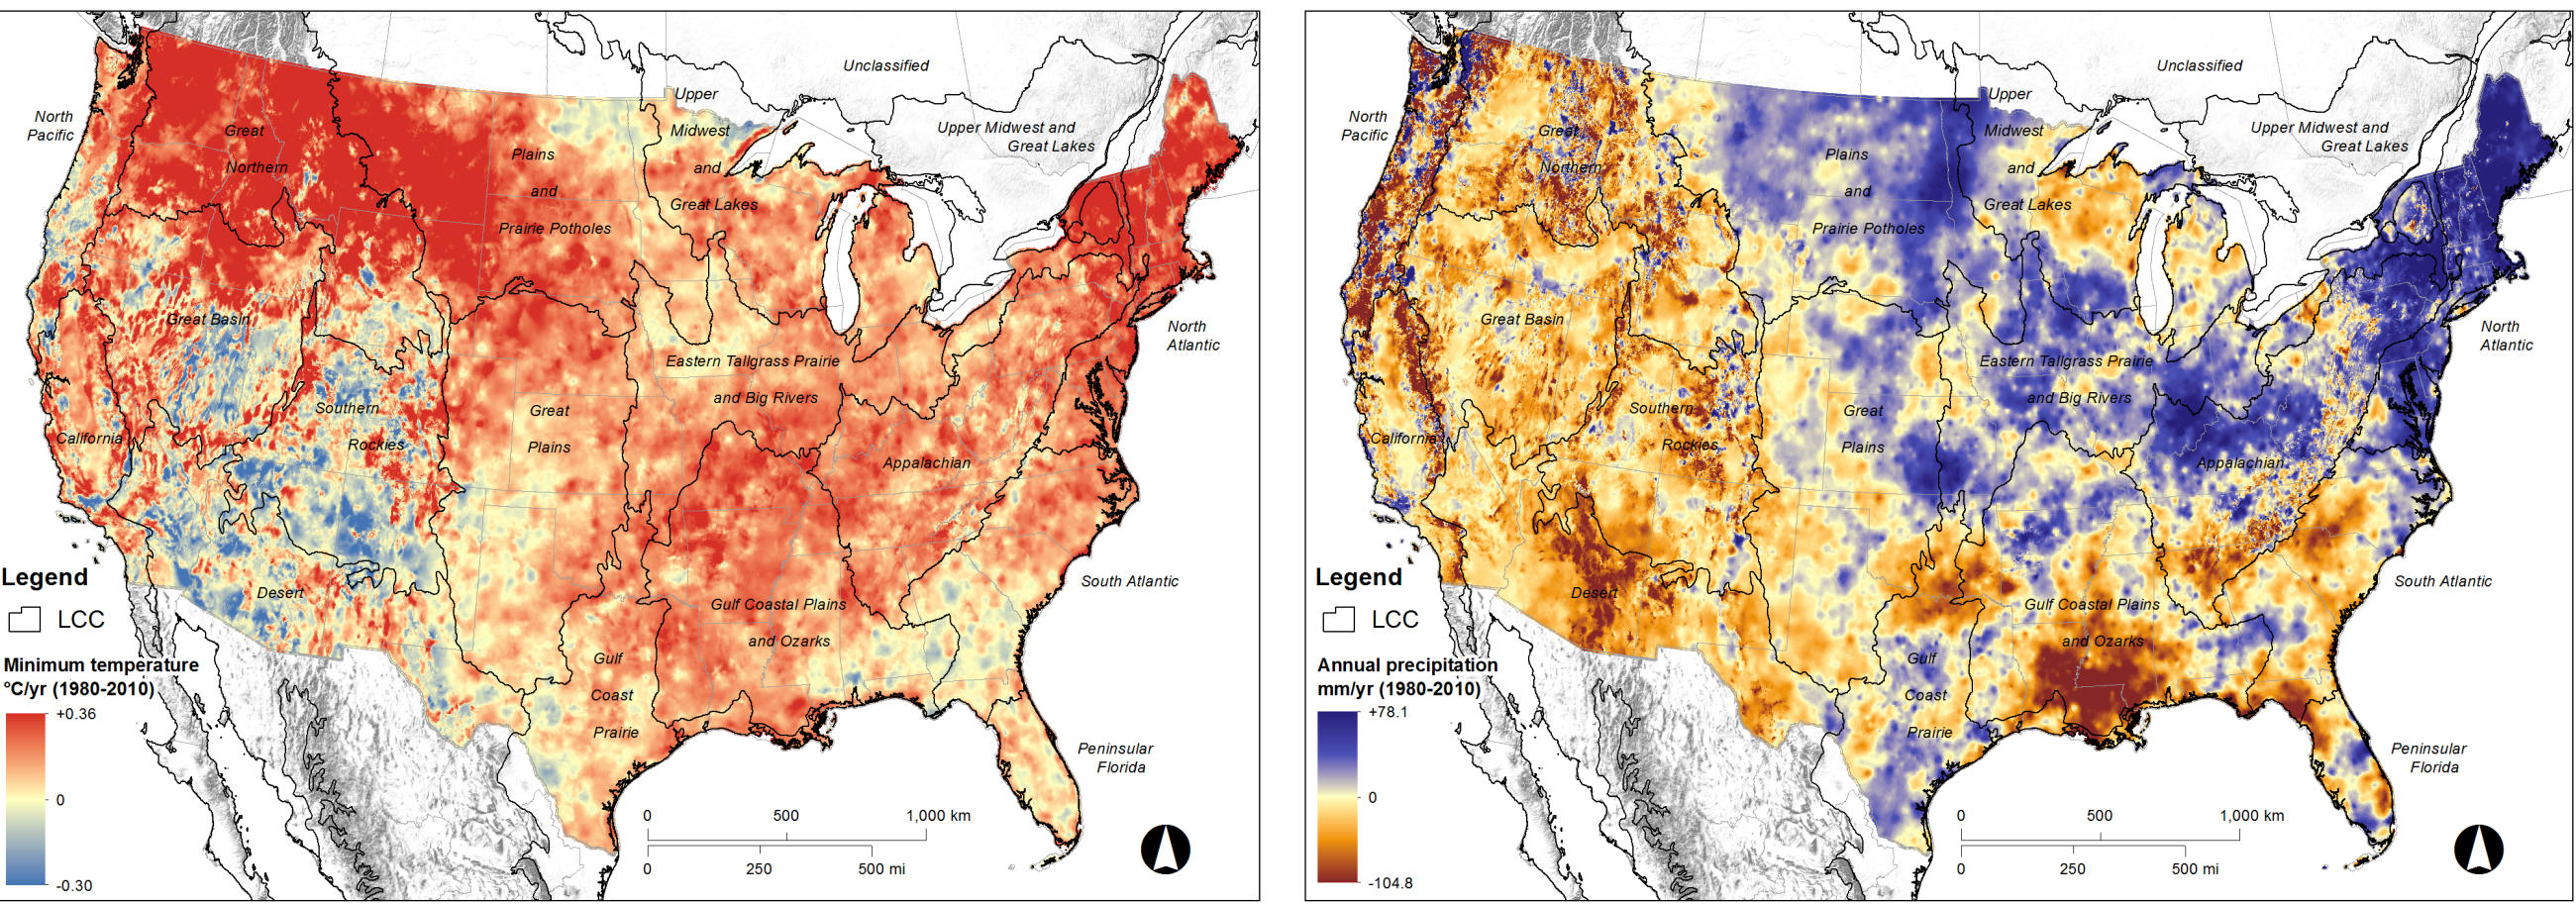 Unclassified
Upper
North
Pacific
Great
Northern
Midwest
and
Great Lakes
Upper Midwest and
Great Lakes
Plains
and
Prairie Potholes
North
Atlantic
Great Basin
Eastern Tallgrass Prairie
and Big Rivers
Southern
Rockies
Great
Plains
California
Appalachian
South Atlantic
Desert
Gulf Coastal Plains
and Ozarks
Gulf
Coast
Prairie
Peninsular
Florida
Legend
LCC
Minimum temperature
°C/yr (1980-2010)
+0.36
0
-0.30
0 500 1,000 km
0 250 500 mi
Unclassified
Upper
North
Pacific
Great
Northern
Midwest
and
Great Lakes
Upper Midwest and
Great Lakes
Plains
and
Prairie Potholes
North
Atlantic
Great Basin
Eastern Tallgrass Prairie
and Big Rivers
Southern
Rockies
Great
Plains
California
Appalachian
South Atlantic
Desert
Gulf Coastal Plains
and Ozarks
Gulf
Coast
Prairie
Peninsular
Florida
Legend
LCC
Annual precipitation
mm/yr (1980-2010)
+78.1
0
-104.8
0 500 1,000 km
0 250 500 mi